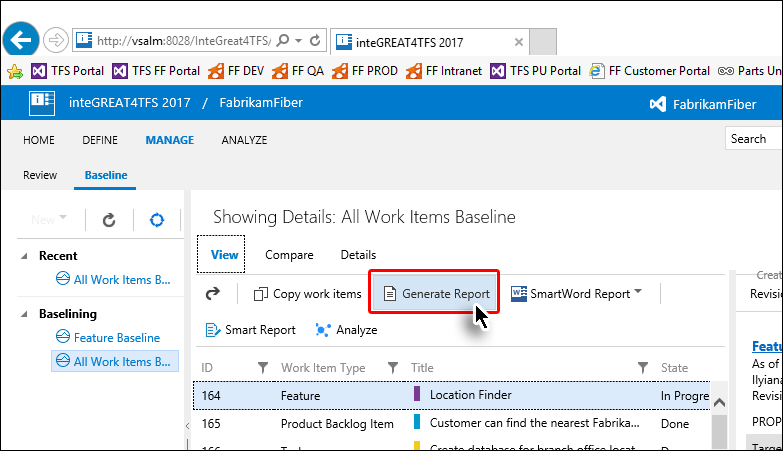 http://vsalm:8028/InteGreat4TFS/ inteGREAT4TFS 2017
TFS Portal TFS FF Portal FF DEV FF QA FF PROD FF Intranet TFS PU Portal FF Customer Portal Parts Un
inteGREAT4TFS 2017 / FabrikamFiber FabrikamFiber
HOME DEFINE MANAGE ANALYZE Search
Review Baseline
New
Showing Details: All Work Items Baseline
Recent
All Work Items B...
Baselining
Feature Baseline
All Work Items B...
View Compare Details
Copy work items Generate Report SmartWord Report
Smart Report Analyze
ID Work Item Type Title State
164 Feature Location Finder In Progre
165 Product Backlog Item Customer can find the nearest Fabrika... Done
166 Task Create database for branch office locat...
Creat
Revision
Featu
As of
Ilyiana
Revisi
PROP
Targe